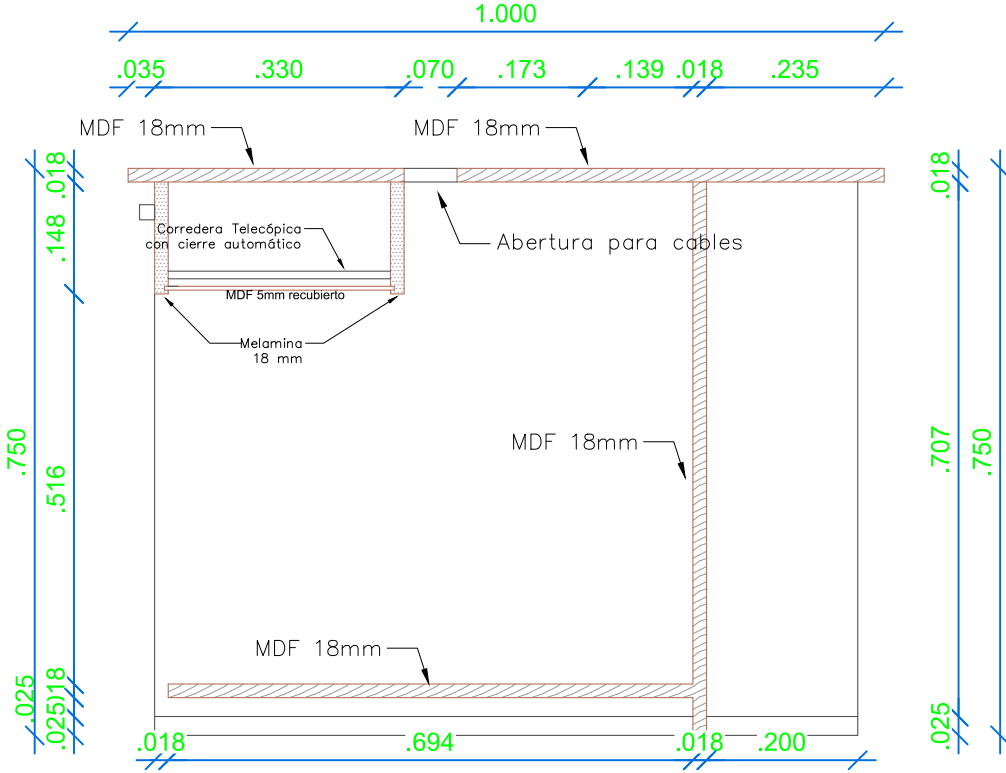 1.000
.035 .330 .070 .173 .139 .018 .235
MDF 18mm MDF 18mm
.018 .018
.148
Corredera Telecópica
con cierre automático
Abertura para cables
MDF 5mm recubierto
Melamina
18 mm
MDF 18mm
.750 .516 .707 .750
MDF 18mm
.025 .025 .025
.018 .694 .018 .200